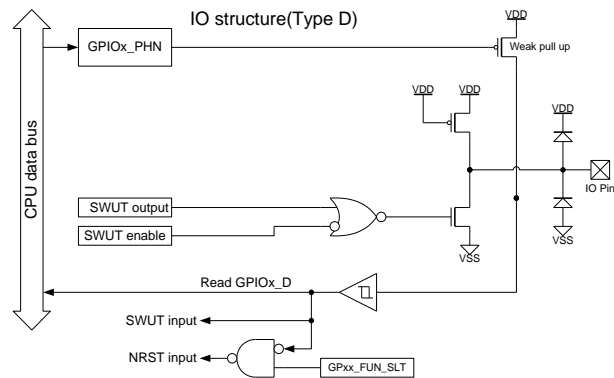 IO structure(Type D)
VDD
GPIOx_PHN
Weak pull up
VDD
VDD
VDD
CPU data bus
IO Pin
SWUT output
SWUT enable
VSS
VSS
Read GPIOx_D
SWUT input
NRST input
GPxx_FUN_SLT